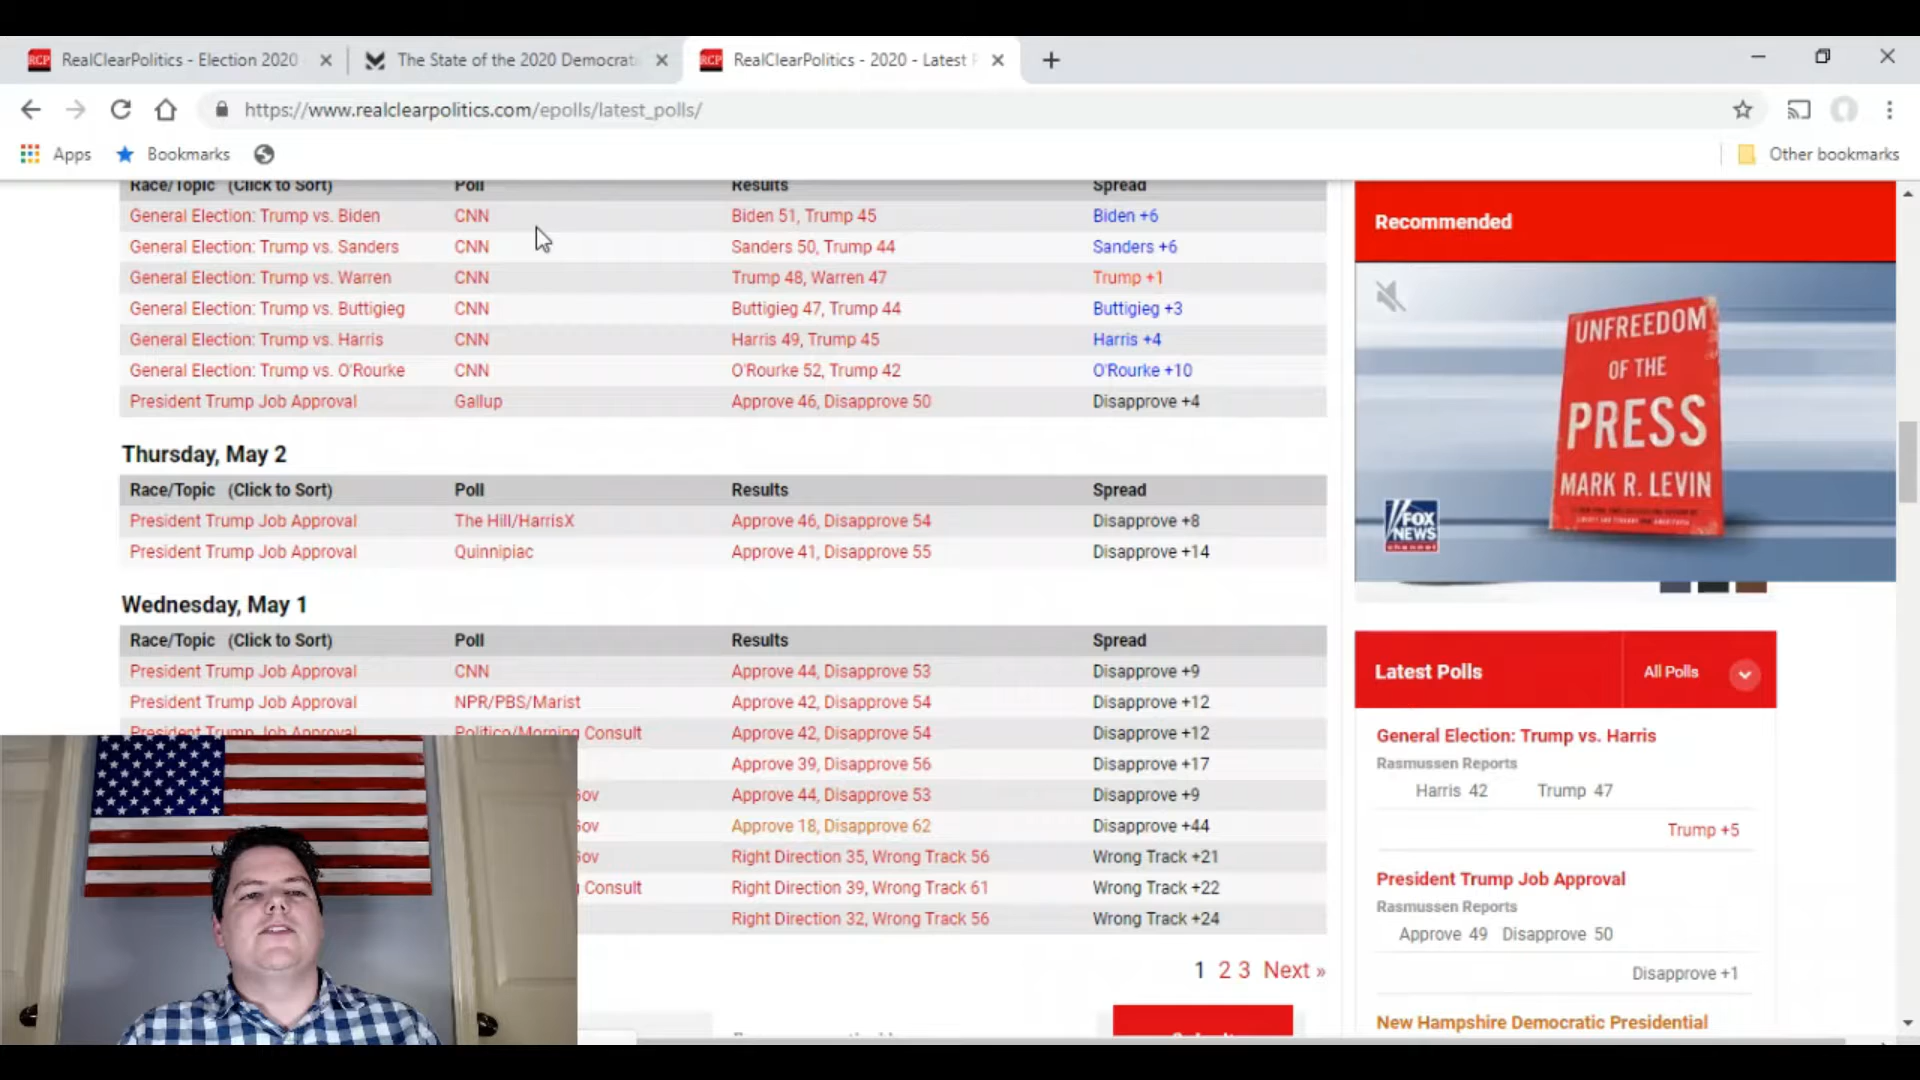 RealClearPolitics - Election 2020
The State of the 2020 Democrat
RealClearPolitics - 2020 - Latest
https://www.realclearpolitics.com/epolls/latest_polls/
Apps Bookmarks Other bookmarks
Race/Topic (Click to Sort) Poll Results Spread
General Election: Trump vs. Biden CNN Biden 51, Trump 45 Biden +6
General Election: Trump vs. Sanders CNN Sanders 50, Trump 44 Sanders +6
General Election: Trump vs. Warren CNN Trump 48, Warren 47 Trump +1
General Election: Trump vs. Buttigieg CNN Buttigieg 47, Trump 44 Buttigieg +3
General Election: Trump vs. Harris CNN Harris 49, Trump 45 Harris +4
General Election: Trump vs. O'Rourke CNN O'Rourke 52, Trump 42 O'Rourke +10
President Trump Job Approval Gallup Approve 46, Disapprove 50 Disapprove +4
Thursday, May 2
Race/Topic (Click to Sort) Poll Results Spread
President Trump Job Approval The Hill/HarrisX Approve 46, Disapprove 54 Disapprove +8
President Trump Job Approval Quinnipiac Approve 41, Disapprove 55 Disapprove +14
Wednesday, May 1
Race/Topic (Click to Sort) Poll Results Spread
President Trump Job Approval CNN Approve 44, Disapprove 53 Disapprove +9
President Trump Job Approval NPR/PBS/Marist Approve 42, Disapprove 54 Disapprove +12
President Trump Job Approval Politico/Morning Consult Approve 42, Disapprove 54 Disapprove +12
Approve 39, Disapprove 56 Disapprove +17
Gov Approve 44, Disapprove 53 Disapprove +9
Gov Approve 18, Disapprove 62 Disapprove +44
Gov Right Direction 35, Wrong Track 56 Wrong Track +21
Consult Right Direction 39, Wrong Track 61 Wrong Track +22
Right Direction 32, Wrong Track 56 Wrong Track +24
1 2 3 Next »
Recommended
UNFREEDOM
OF THE
PRESS
MARK R. LEVIN
FOX
NEWS
channel
Latest Polls All Polls
General Election: Trump vs. Harris
Rasmussen Reports
Harris 42 Trump 47
Trump +5
President Trump Job Approval
Rasmussen Reports
Approve 49 Disapprove 50
Disapprove +1
New Hampshire Democratic Presidential